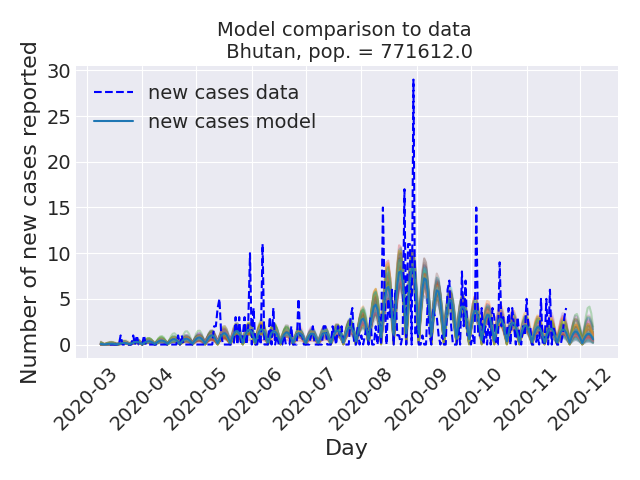 Model comparison to data
Bhutan, pop. = 771612.0
Number of new cases reported
30
25
20
15
10
5
0
new cases data
new cases model
2020-03
2020-04
2020-05
2020-06
2020-07
2020-08
2020-09
2020-10
2020-11
2020-12
Day